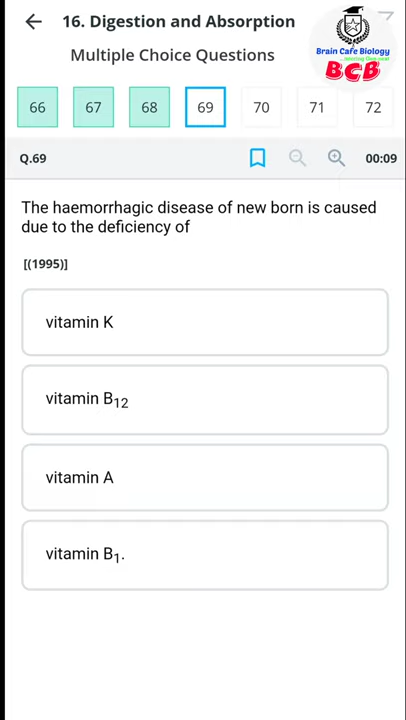 16. Digestion and Absorption
Multiple Choice Questions
Brain Cafe Biology
BCB
66 67 68 69 70 71 72
Q.69 00:09
The haemorrhagic disease of new born is caused
due to the deficiency of
[(1995)]
vitamin K
vitamin B₁₂
vitamin A
vitamin B₁.